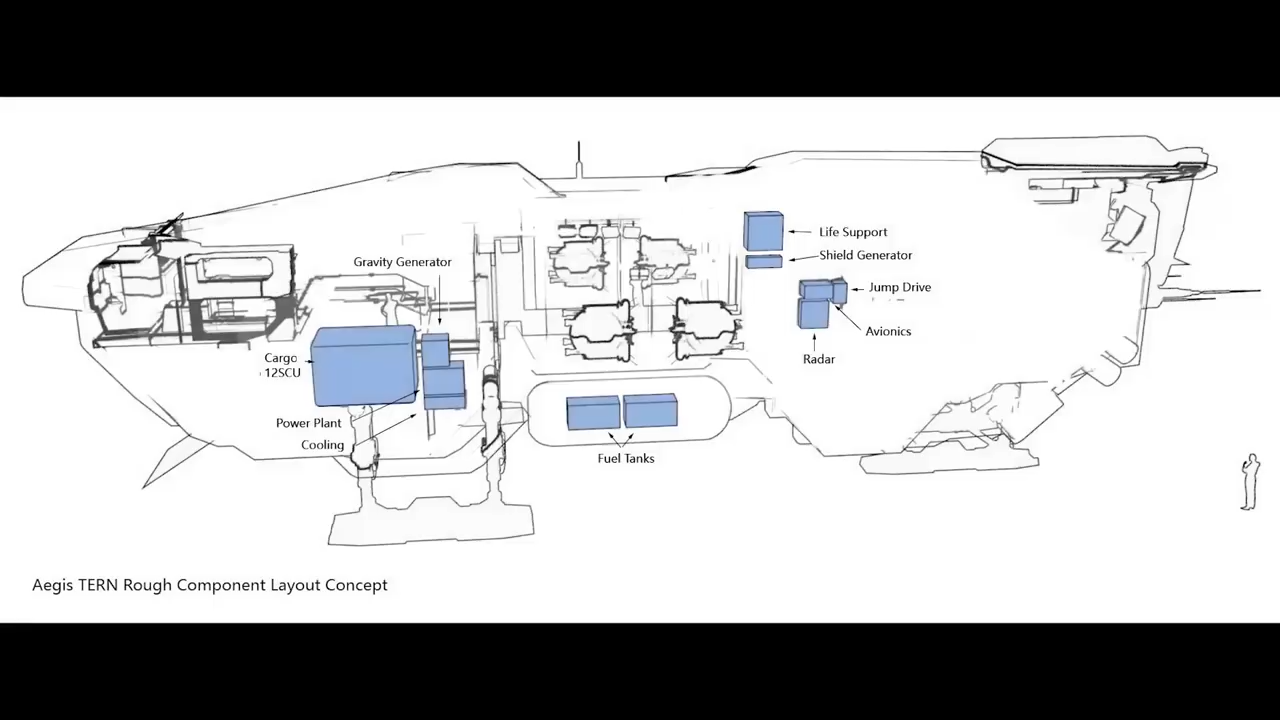 Life Support
Shield Generator
Gravity Generator
Jump Drive
Avionics
Cargo
12SCU
Radar
Power Plant
Cooling
Fuel Tanks
Aegis TERN Rough Component Layout Concept